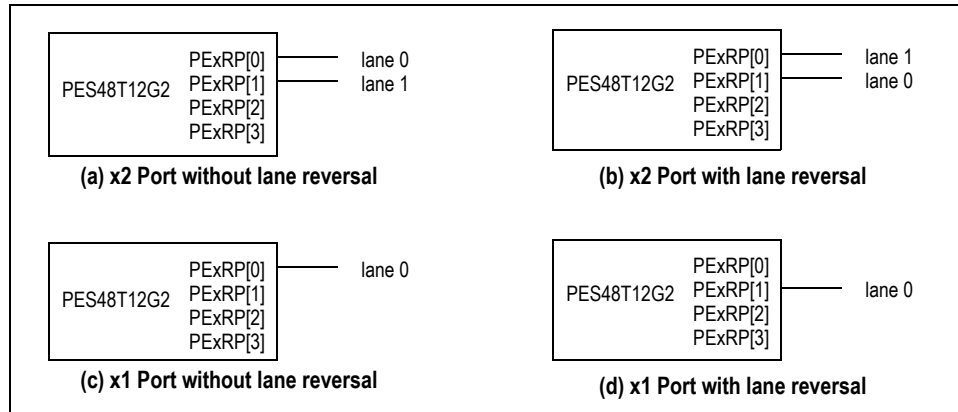 PES48T12G2
PExRP[0]
PExRP[1]
PExRP[2]
PExRP[3]
lane 0
lane 1
(a) x2 Port without lane reversal
PES48T12G2
PExRP[0]
PExRP[1]
PExRP[2]
PExRP[3]
lane 1
lane 0
(b) x2 Port with lane reversal
PES48T12G2
PExRP[0]
PExRP[1]
PExRP[2]
PExRP[3]
lane 0
(c) x1 Port without lane reversal
PES48T12G2
PExRP[0]
PExRP[1]
PExRP[2]
PExRP[3]
lane 0
(d) x1 Port with lane reversal